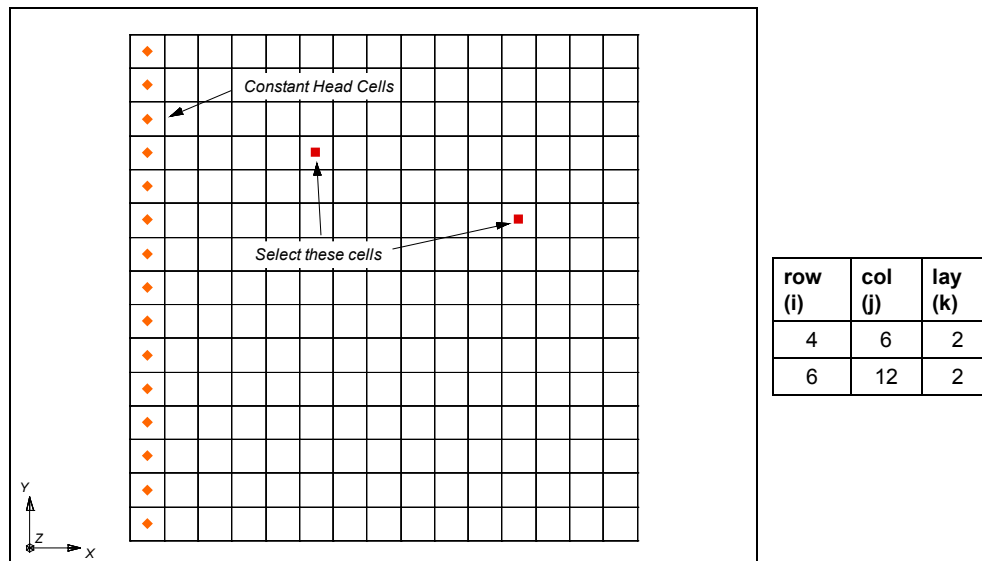 Constant Head Cells
Select these cells
Y
Z
X
row (i) col (j) lay (k)
4 6 2
6 12 2